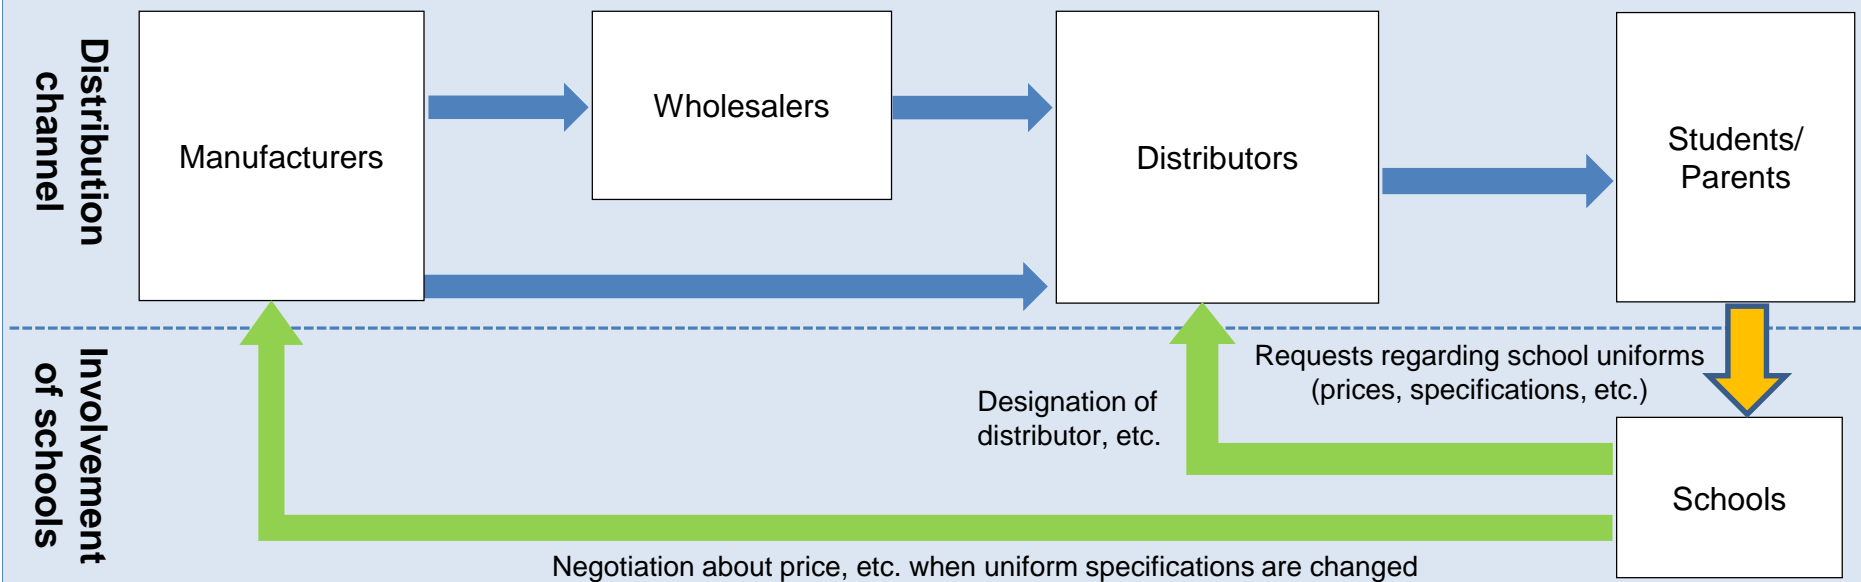 Distribution
channel
Manufacturers
Wholesalers
Distributors
Students/
Parents
Involvement
of schools
Requests regarding school uniforms
(prices, specifications, etc.)
Designation of
distributor, etc.
Schools
Negotiation about price, etc. when uniform specifications are changed